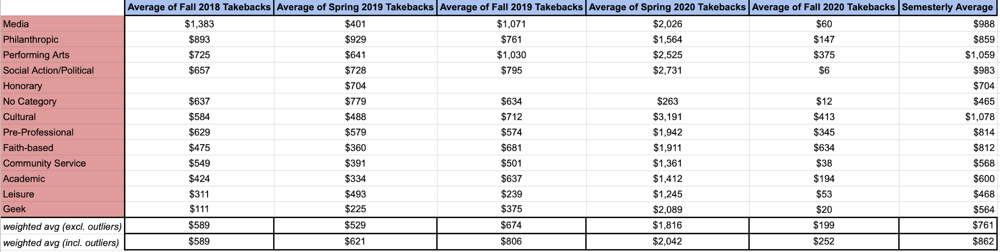 Average of Fall 2018 Takebacks Average of Spring 2019 Takebacks Average of Fall 2019 Takebacks Average of Spring 2020 Takebacks Average of Fall 2020 Takebacks Semesterly Average
Media $1,383 $401 $1,071 $2,026 $60 $988
Philanthropic $893 $929 $761 $1,564 $147 $859
Performing Arts $725 $641 $1,030 $2,525 $375 $1,059
Social Action/Political $657 $728 $795 $2,731 $6 $983
Honorary $704 $704
No Category $637 $779 $634 $263 $12 $465
Cultural $584 $488 $712 $3,191 $413 $1,078
Pre-Professional $629 $579 $574 $1,942 $345 $814
Faith-based $475 $360 $681 $1,911 $634 $812
Community Service $549 $391 $501 $1,361 $38 $568
Academic $424 $334 $637 $1,412 $194 $600
Leisure $311 $493 $239 $1,245 $53 $468
Geek $111 $225 $375 $2,089 $20 $564
weighted avg (excl. outliers) $589 $529 $674 $1,816 $199 $761
weighted avg (incl. outliers) $589 $621 $806 $2,042 $252 $862